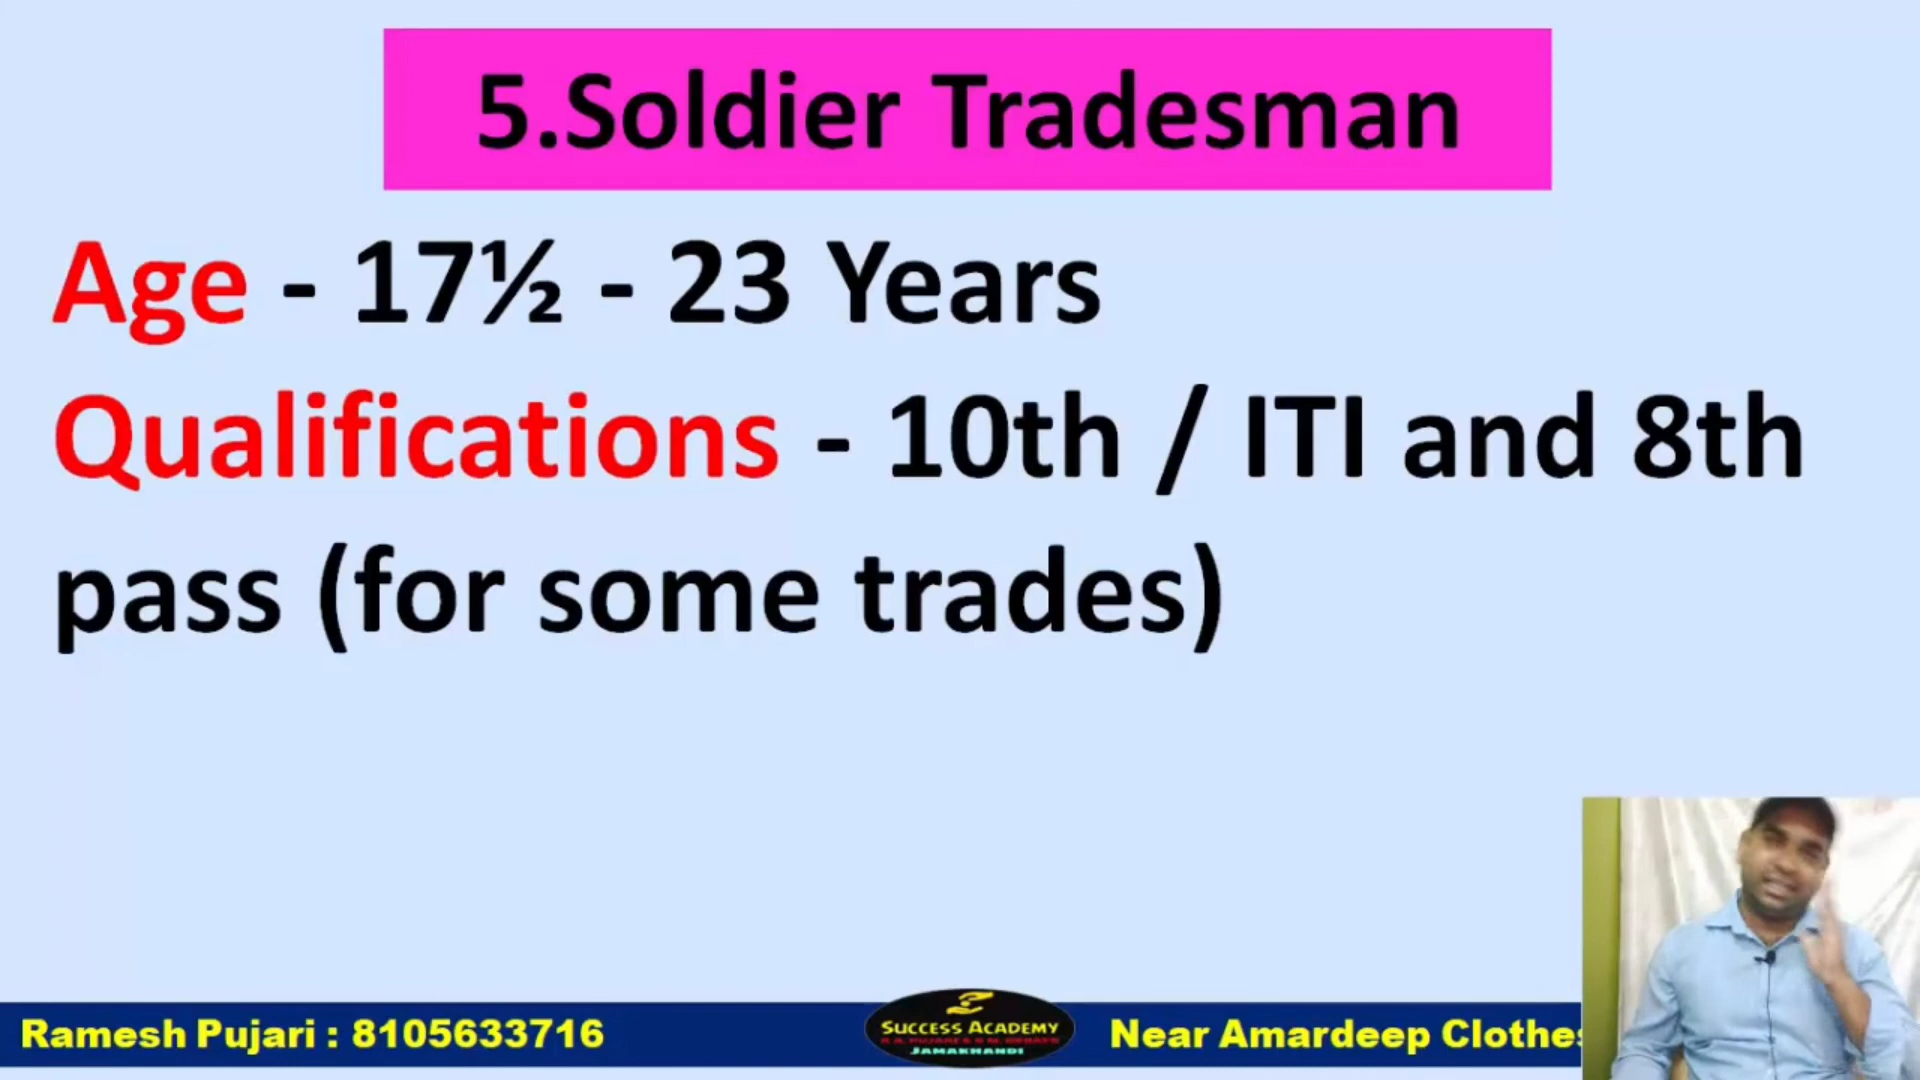 5.Soldier Tradesman
Age - 17½ - 23 Years
Qualifications - 10th / ITI and 8th
pass (for some trades)
Ramesh Pujari : 8105633716
SUCCESS ACADEMY
JAMAKHANDI
Near Amardeep Clothes